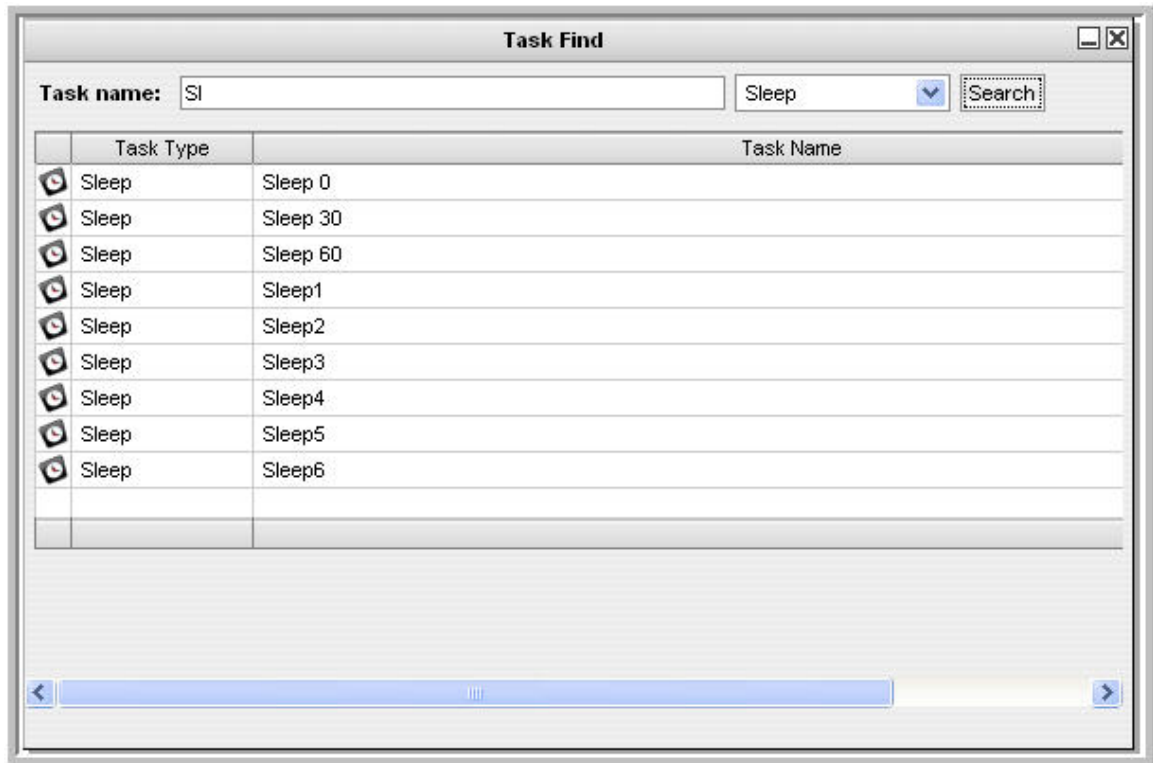 Task Find
Task name: Sl Sleep Search
Task Type Task Name
Sleep Sleep 0
Sleep Sleep 30
Sleep Sleep 60
Sleep Sleep1
Sleep Sleep2
Sleep Sleep3
Sleep Sleep4
Sleep Sleep5
Sleep Sleep6